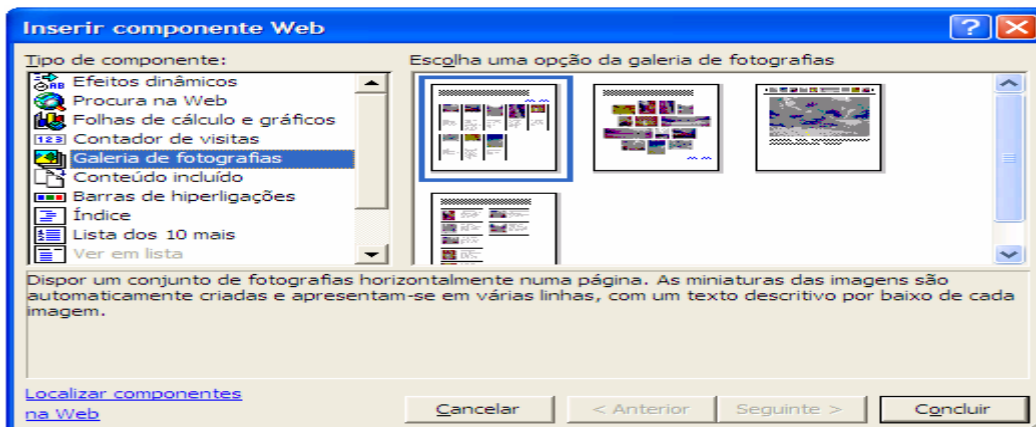 Inserir componente Web
Tipo de componente:
Efeitos dinâmicos
Procura na Web
Folhas de cálculo e gráficos
Contador de visitas
Galeria de fotografias
Conteúdo incluído
Barras de hiperligações
Índice
Lista dos 10 mais
Ver em lista
Escolha uma opção da galeria de fotografias
Dispor um conjunto de fotografias horizontalmente numa página. As miniaturas das imagens são
automaticamente criadas e apresentam-se em várias linhas, com um texto descritivo por baixo de cada
imagem.
Localizar componentes
na Web
Cancelar
< Anterior
Seguinte >
Concluir